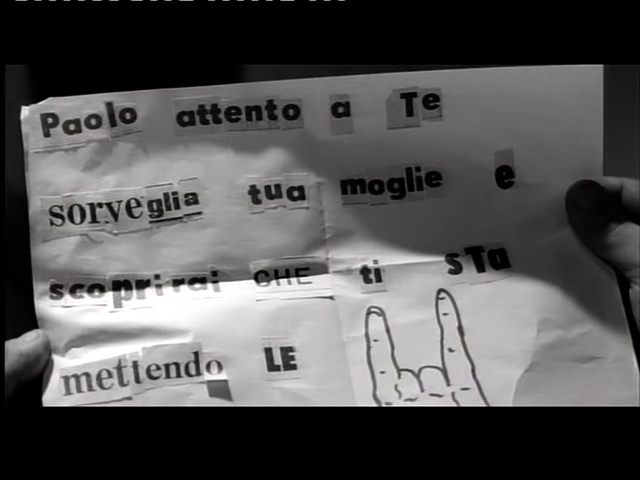 Paolo attento a Te
sorveglia tua moglie e
scoprirai CHE ti sTa
mettendo LE